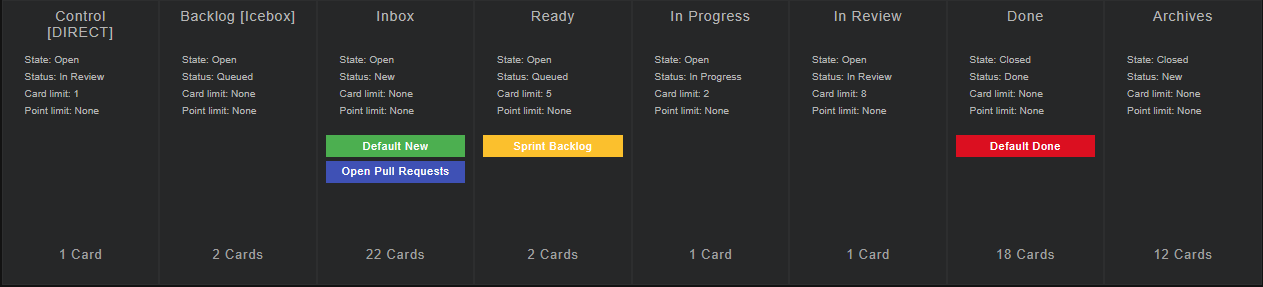 Control
[DIRECT]
State: Open
Status: In Review
Card limit: 1
Point limit: None
1 Card
Backlog [Icebox]
State: Open
Status: Queued
Card limit: None
Point limit: None
2 Cards
Inbox
State: Open
Status: New
Card limit: None
Point limit: None
Default New
Open Pull Requests
22 Cards
Ready
State: Open
Status: Queued
Card limit: 5
Point limit: None
Sprint Backlog
2 Cards
In Progress
State: Open
Status: In Progress
Card limit: 2
Point limit: None
1 Card
In Review
State: Open
Status: In Review
Card limit: 8
Point limit: None
1 Card
Done
State: Closed
Status: Done
Card limit: None
Point limit: None
Default Done
18 Cards
Archives
State: Closed
Status: New
Card limit: None
Point limit: None
12 Cards